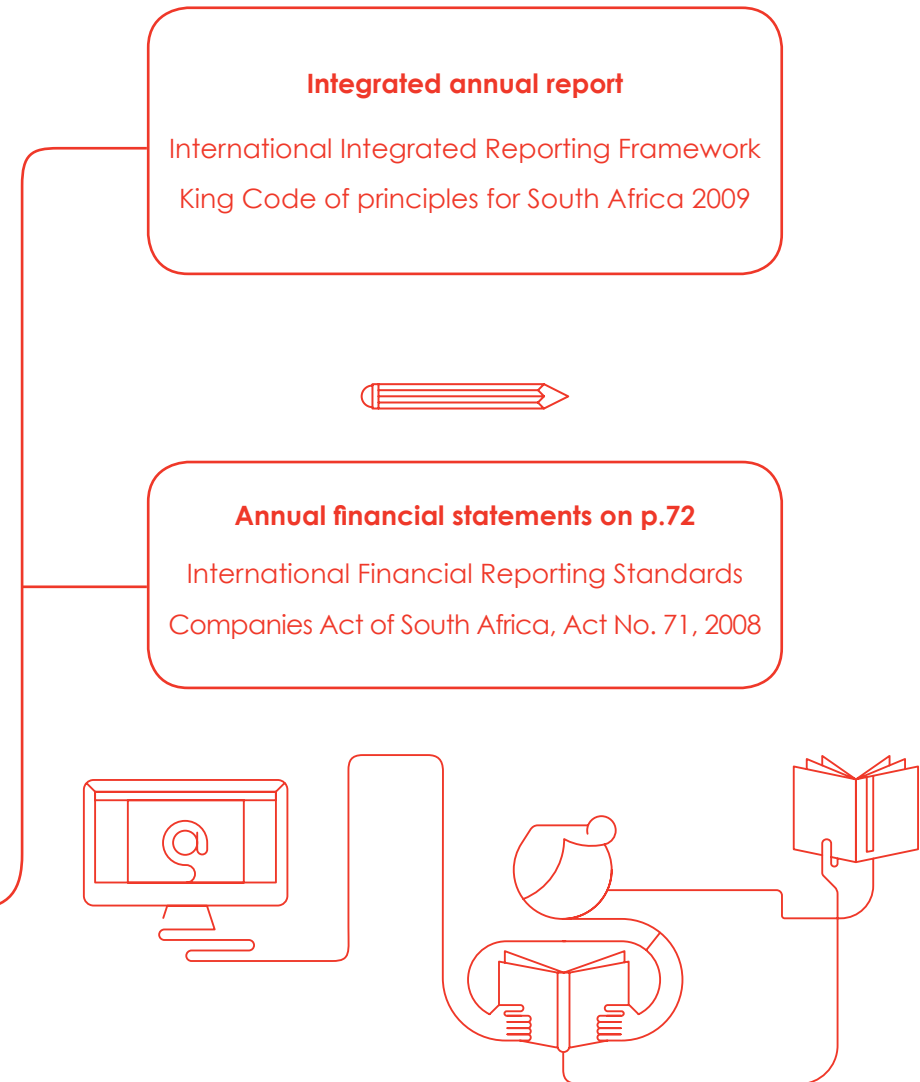 Integrated annual report
International Integrated Reporting Framework
King Code of principles for South Africa 2009
Annual financial statements on p.72
International Financial Reporting Standards
Companies Act of South Africa, Act No. 71, 2008
@